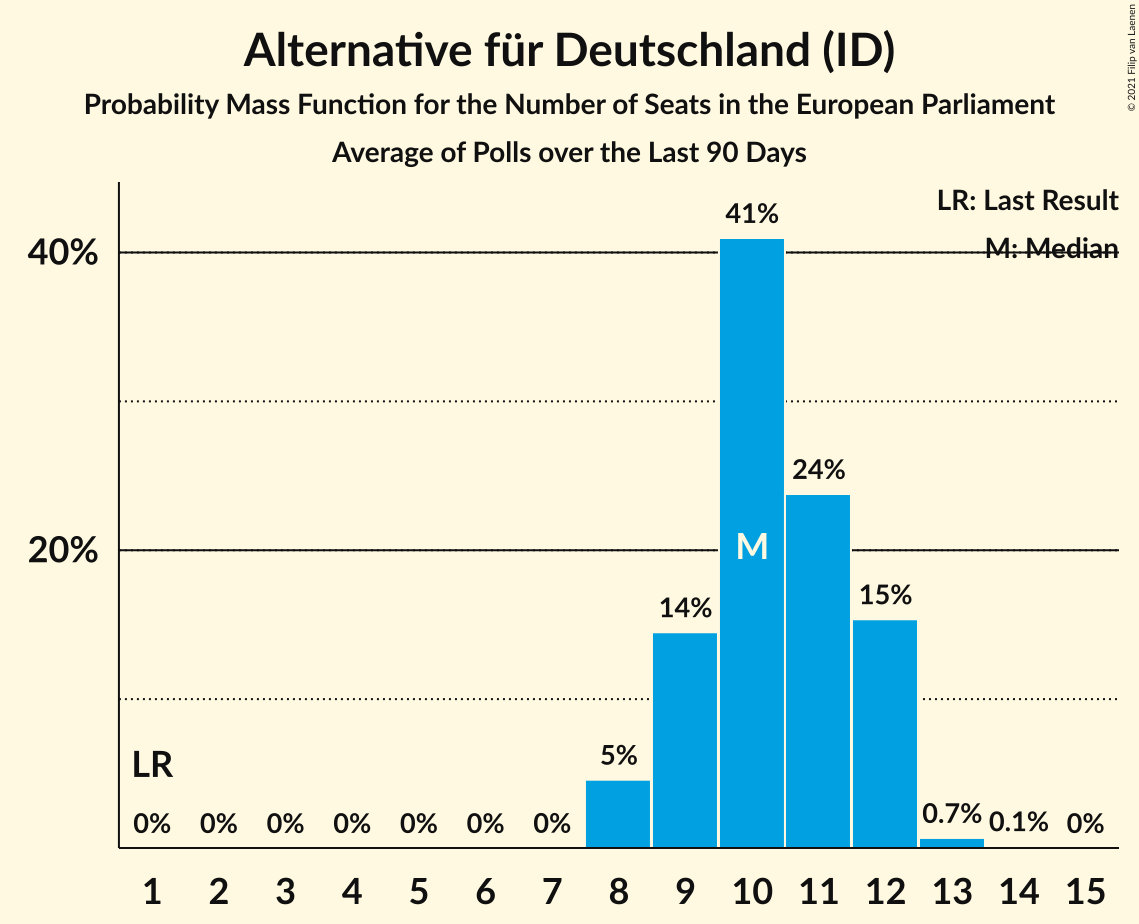 Alternative für Deutschland (ID)
Probability Mass Function for the Number of Seats in the European Parliament
Average of Polls over the Last 90 Days
© 2021 Filip van Laenen
LR: Last Result
M: Median
41%
40%
24%
20%
M
14%
15%
5%
LR
0% 0% 0% 0% 0% 0% 0% 0.7% 0.1% 0%
1 2 3 4 5 6 7 8 9 10 11 12 13 14 15